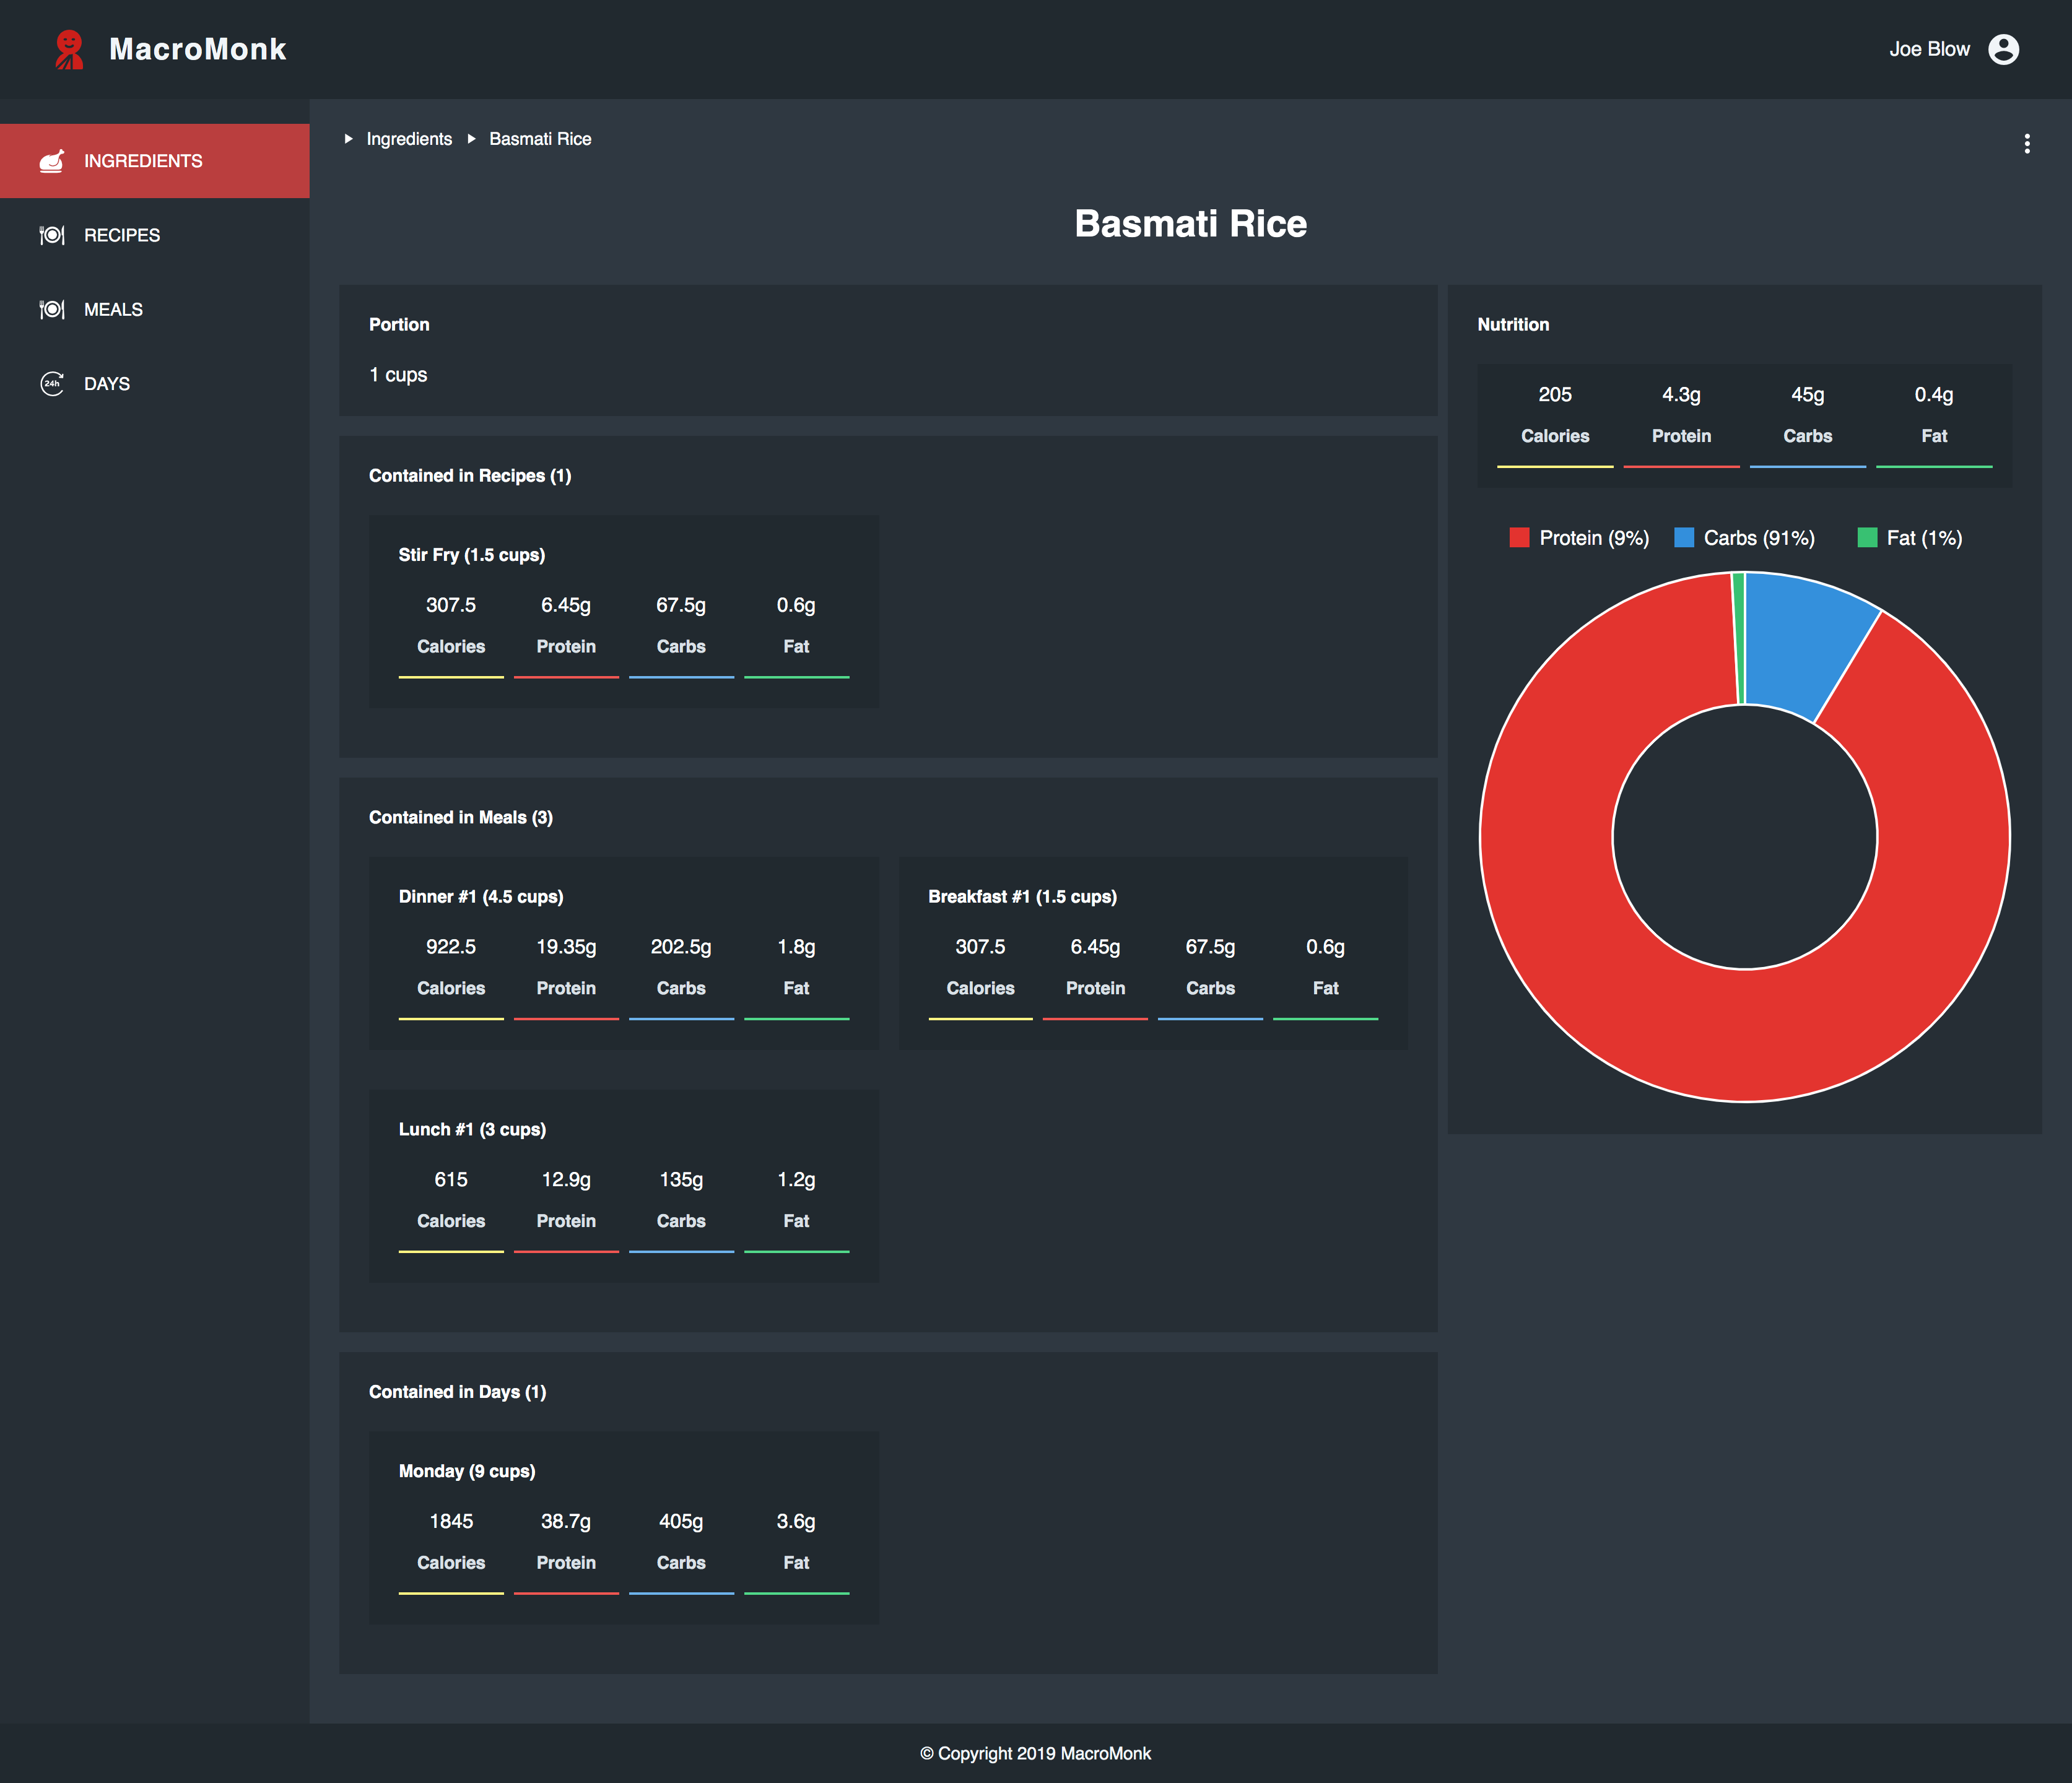 MacroMonk
Joe Blow
INGREDIENTS
RECIPES
MEALS
24h
DAYS
Ingredients
Basmati Rice
Basmati Rice
Portion
1 cups
Contained in Recipes (1)
Stir Fry (1.5 cups)
307.5 6.45g 67.5g 0.6g
Calories Protein Carbs Fat
Contained in Meals (3)
Dinner #1 (4.5 cups)
922.5 19.35g 202.5g 1.8g
Calories Protein Carbs Fat
Breakfast #1 (1.5 cups)
307.5 6.45g 67.5g 0.6g
Calories Protein Carbs Fat
Lunch #1 (3 cups)
615 12.9g 135g 1.2g
Calories Protein Carbs Fat
Contained in Days (1)
Monday (9 cups)
1845 38.7g 405g 3.6g
Calories Protein Carbs Fat
Nutrition
205 4.3g 45g 0.4g
Calories Protein Carbs Fat
Protein (9%) Carbs (91%) Fat (1%)
© Copyright 2019 MacroMonk